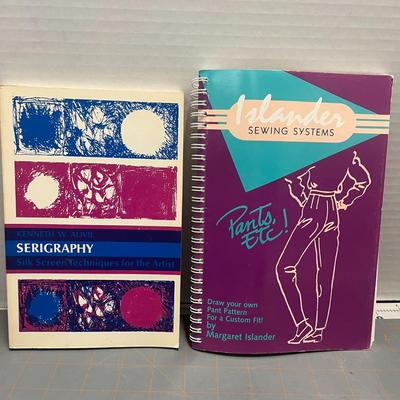 KENNETH W. AUVIL
SERIGRAPHY
Silk Screen Techniques for the Artist
Islander
SEWING SYSTEMS
Pants,
Etc!
Draw your own
Pant Pattern
For a Custom Fit!
by
Margaret Islander